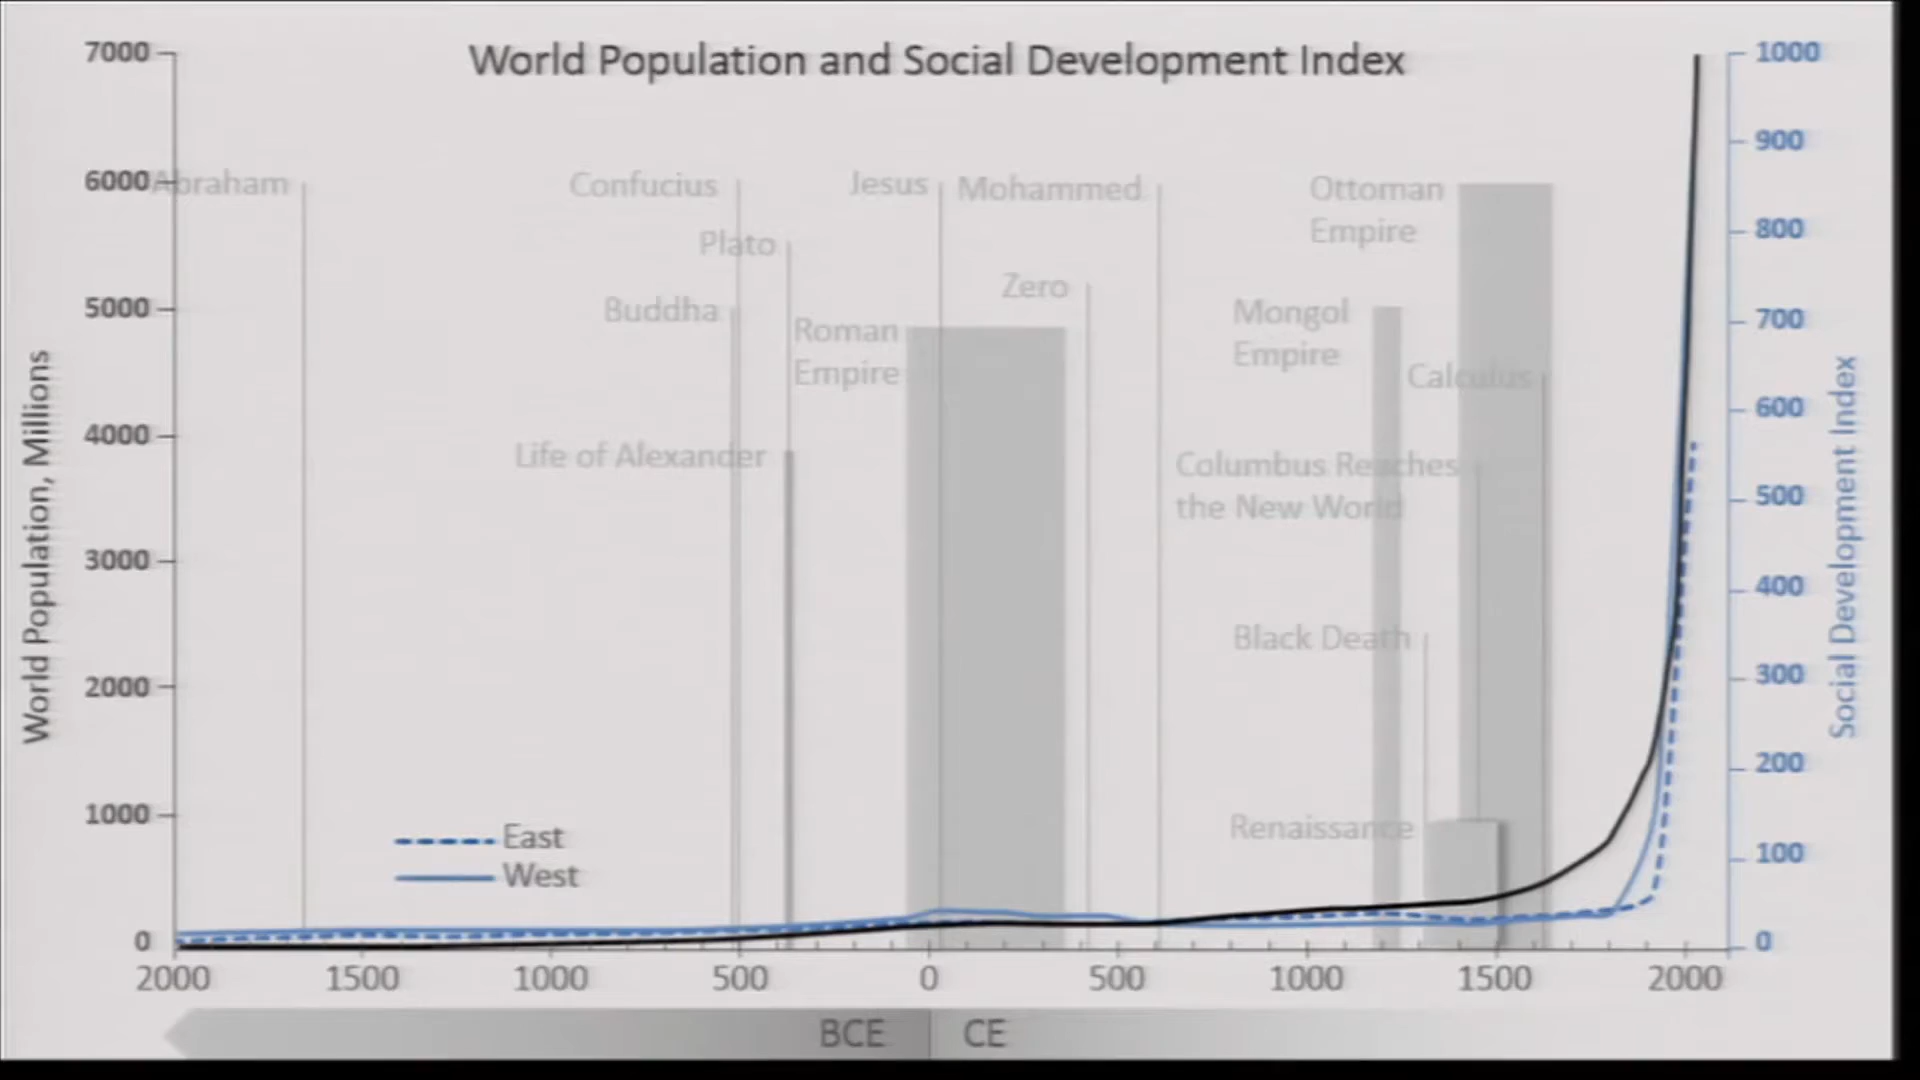 World Population and Social Development Index
7000
6000
5000
4000
3000
2000
1000
0
World Population, Millions
1000
900
800
700
600
500
400
300
200
100
0
Social Development Index
Abraham
Confucius
Jesus
Mohammed
Ottoman
Empire
Plato
Zero
Buddha
Roman
Empire
Mongol
Empire
Calculus
Life of Alexander
Columbus Reaches
the New World
Black Death
Renaissance
East
West
2000 1500 1000 500 0 500 1000 1500 2000
BCE CE